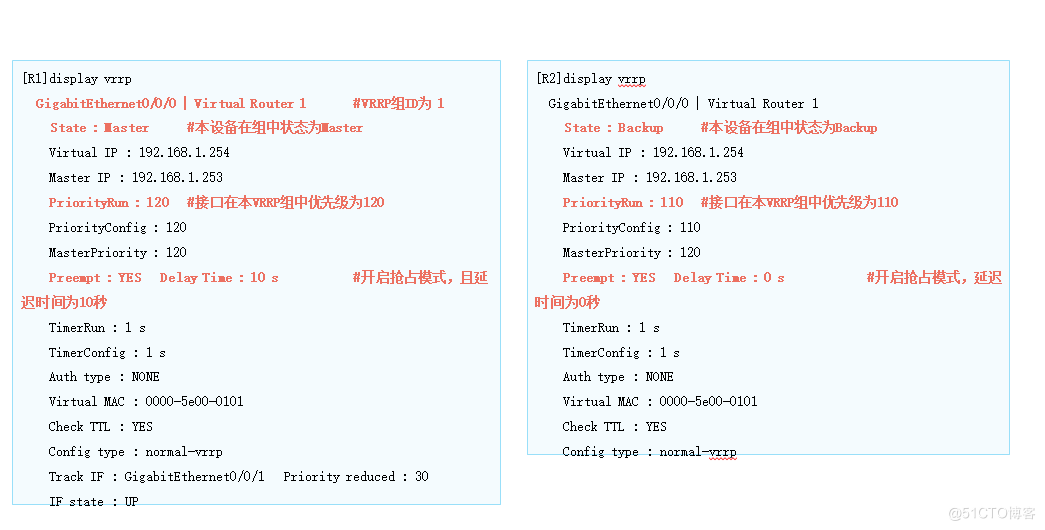 [R1]display vrrp
GigabitEthernet0/0/0 | Virtual Router 1 #VRRP组ID为 1
State : Master #本设备在组中状态为Master
Virtual IP : 192.168.1.254
Master IP : 192.168.1.253
PriorityRun : 120 #接口在本VRRP组中优先级为120
PriorityConfig : 120
MasterPriority : 120
Preempt : YES Delay Time : 10 s #开启抢占模式，且延
迟时间为10秒
TimerRun : 1 s
TimerConfig : 1 s
Auth type : NONE
Virtual MAC : 0000-5e00-0101
Check TTL : YES
Config type : normal-vrrp
Track IF : GigabitEthernet0/0/1 Priority reduced : 30
IF state : UP
[R2]display vrrp
GigabitEthernet0/0/0 | Virtual Router 1
State : Backup #本设备在组中状态为Backup
Virtual IP : 192.168.1.254
Master IP : 192.168.1.253
PriorityRun : 110 #接口在本VRRP组中优先级为110
PriorityConfig : 110
MasterPriority : 120
Preempt : YES Delay Time : 0 s #开启抢占模式，延迟
时间为0秒
TimerRun : 1 s
TimerConfig : 1 s
Auth type : NONE
Virtual MAC : 0000-5e00-0101
Check TTL : YES
Config type : normal-vrrp
@51CTO博客